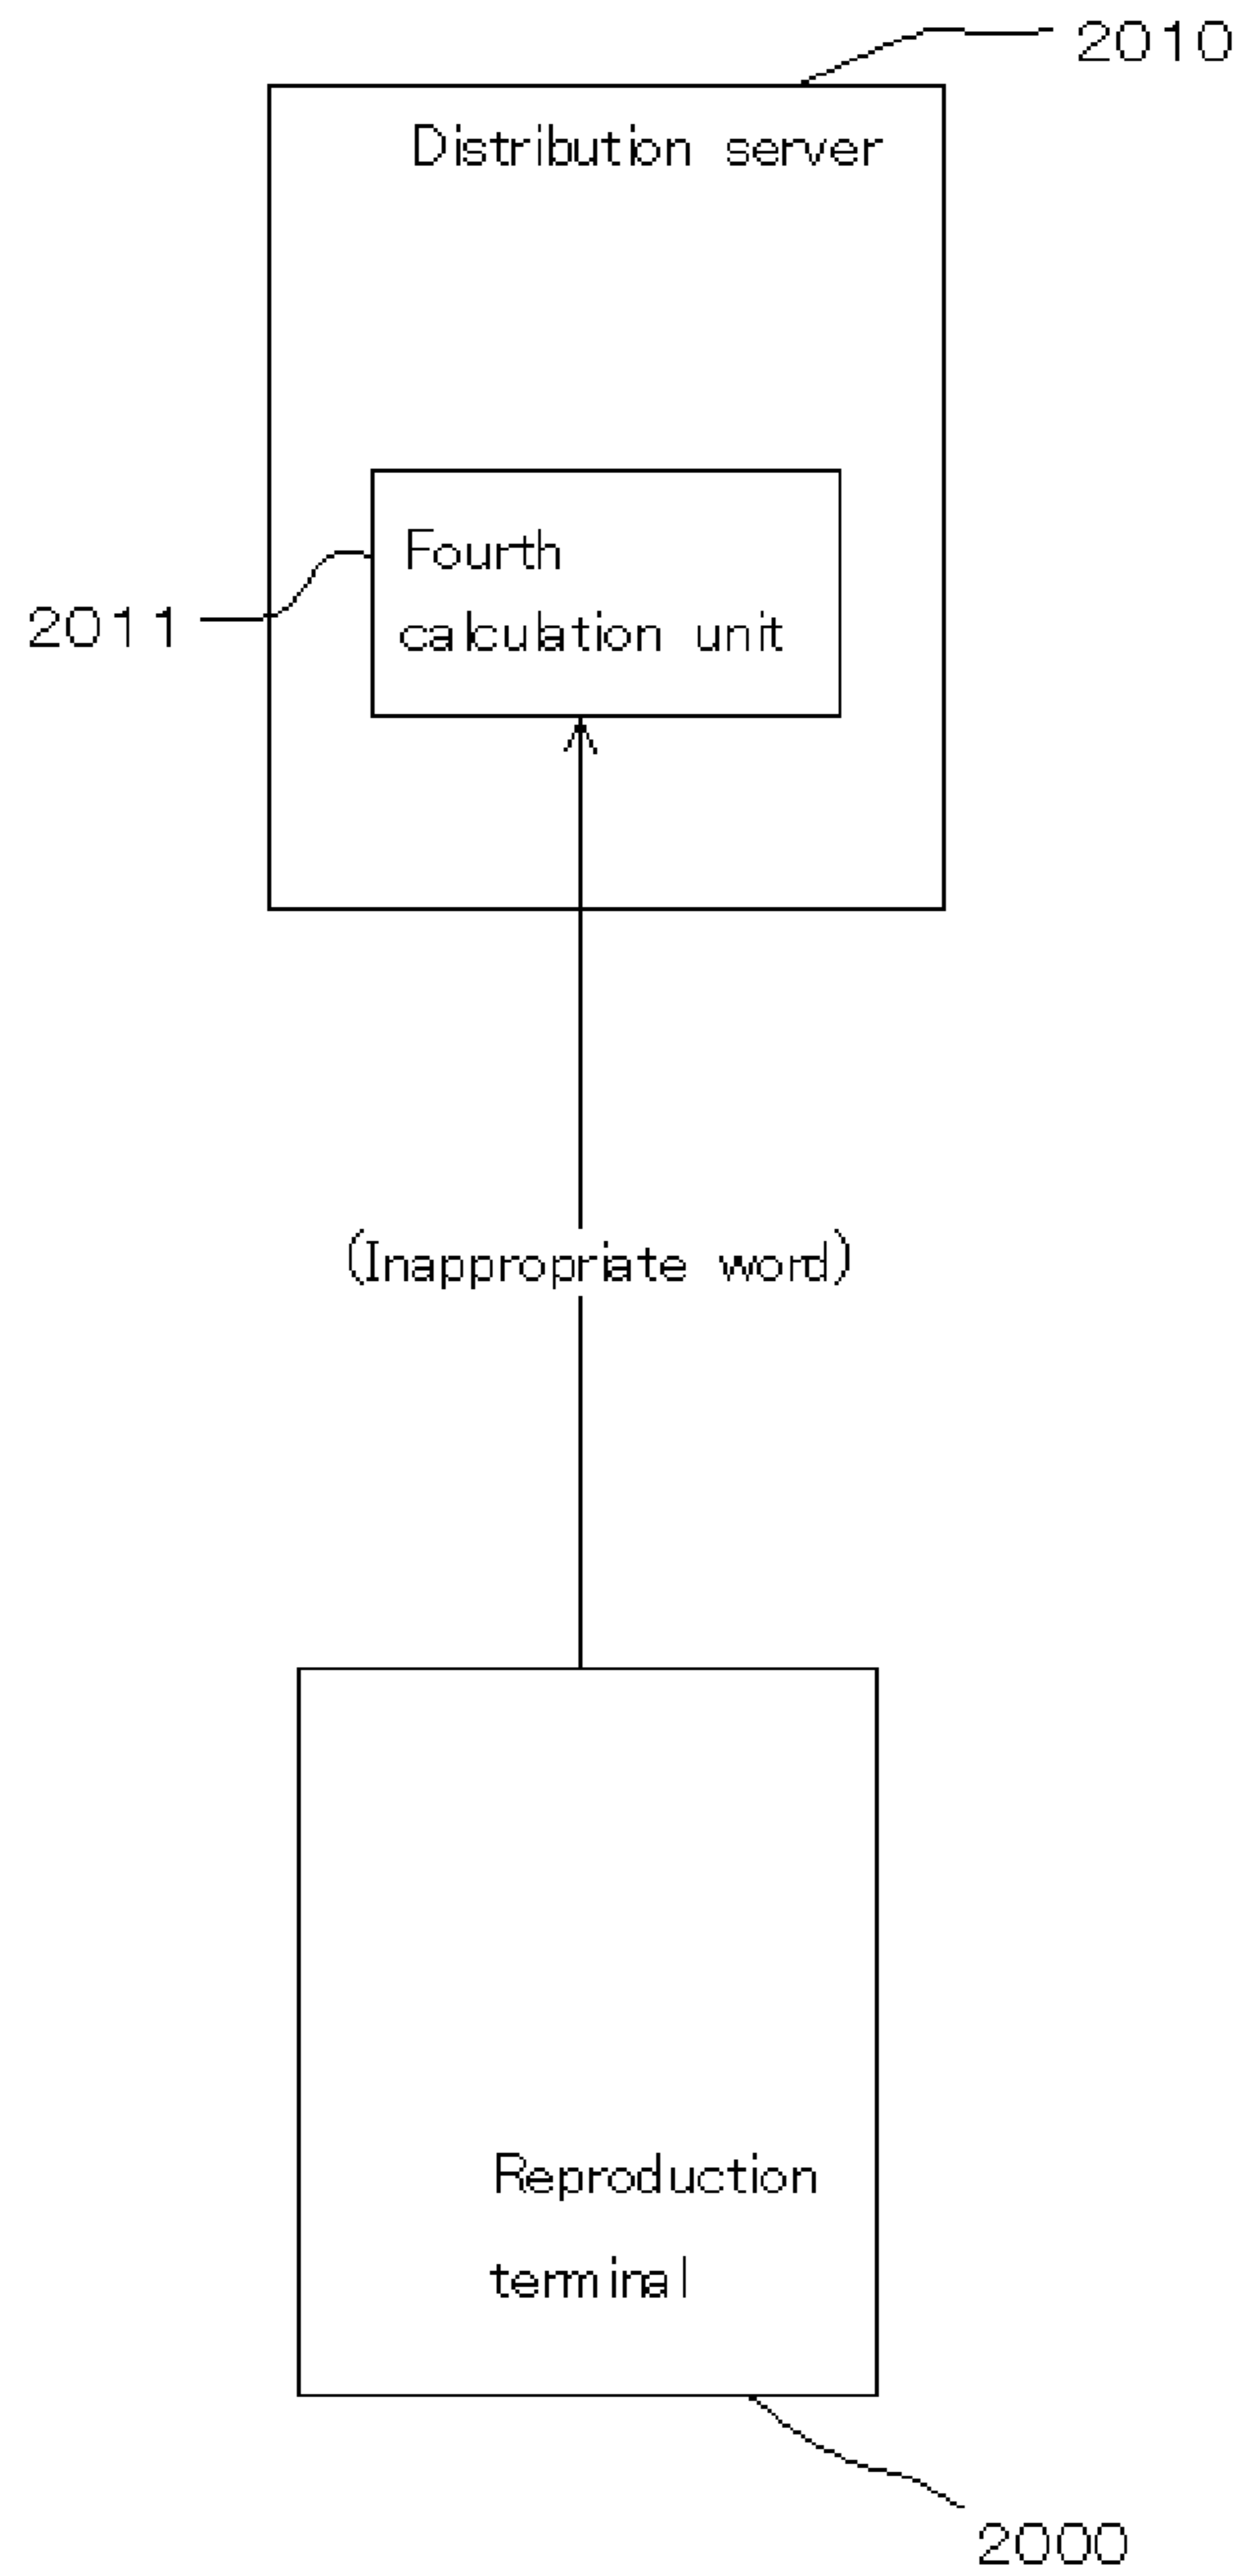 2010
Distribution server
Fourth
calculation unit
2011
(Inappropriate word)
Reproduction
terminal
2000